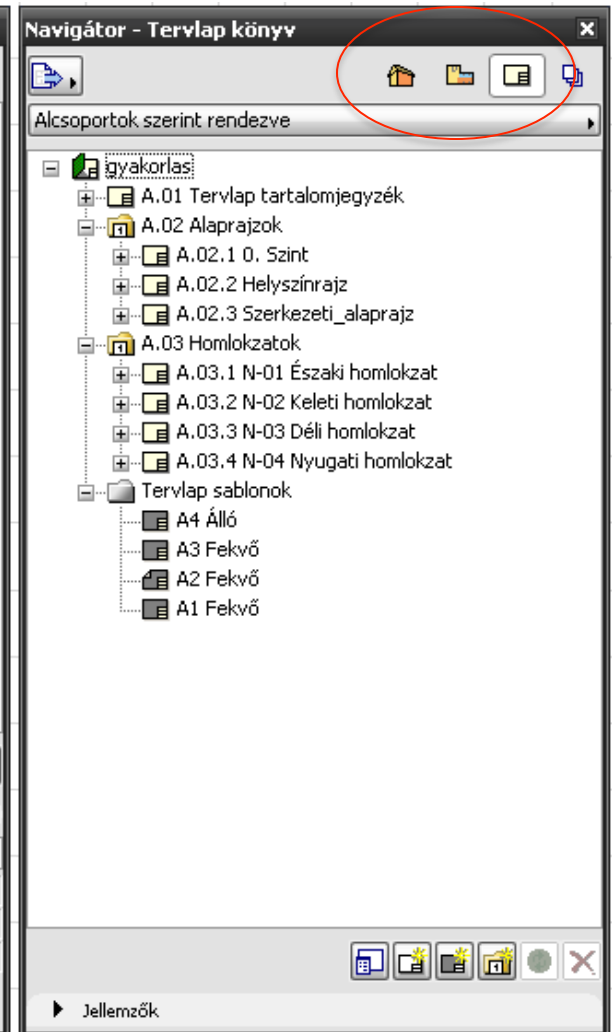 Navigátor - Tervlap könyv
Alcsoportok szerint rendezve
gyakorlas
A.01 Tervlap tartalomjegyzék
A.02 Alaprajzok
A.02.1 0. Szint
A.02.2 Helyszínrajz
A.02.3 Szerkezeti_alaprajz
A.03 Homlokzatok
A.03.1 N-01 Északi homlokzat
A.03.2 N-02 Keleti homlokzat
A.03.3 N-03 Déli homlokzat
A.03.4 N-04 Nyugati homlokzat
Tervlap sablonok
A4 Álló
A3 Fekvő
A2 Fekvő
A1 Fekvő
Jellemzők